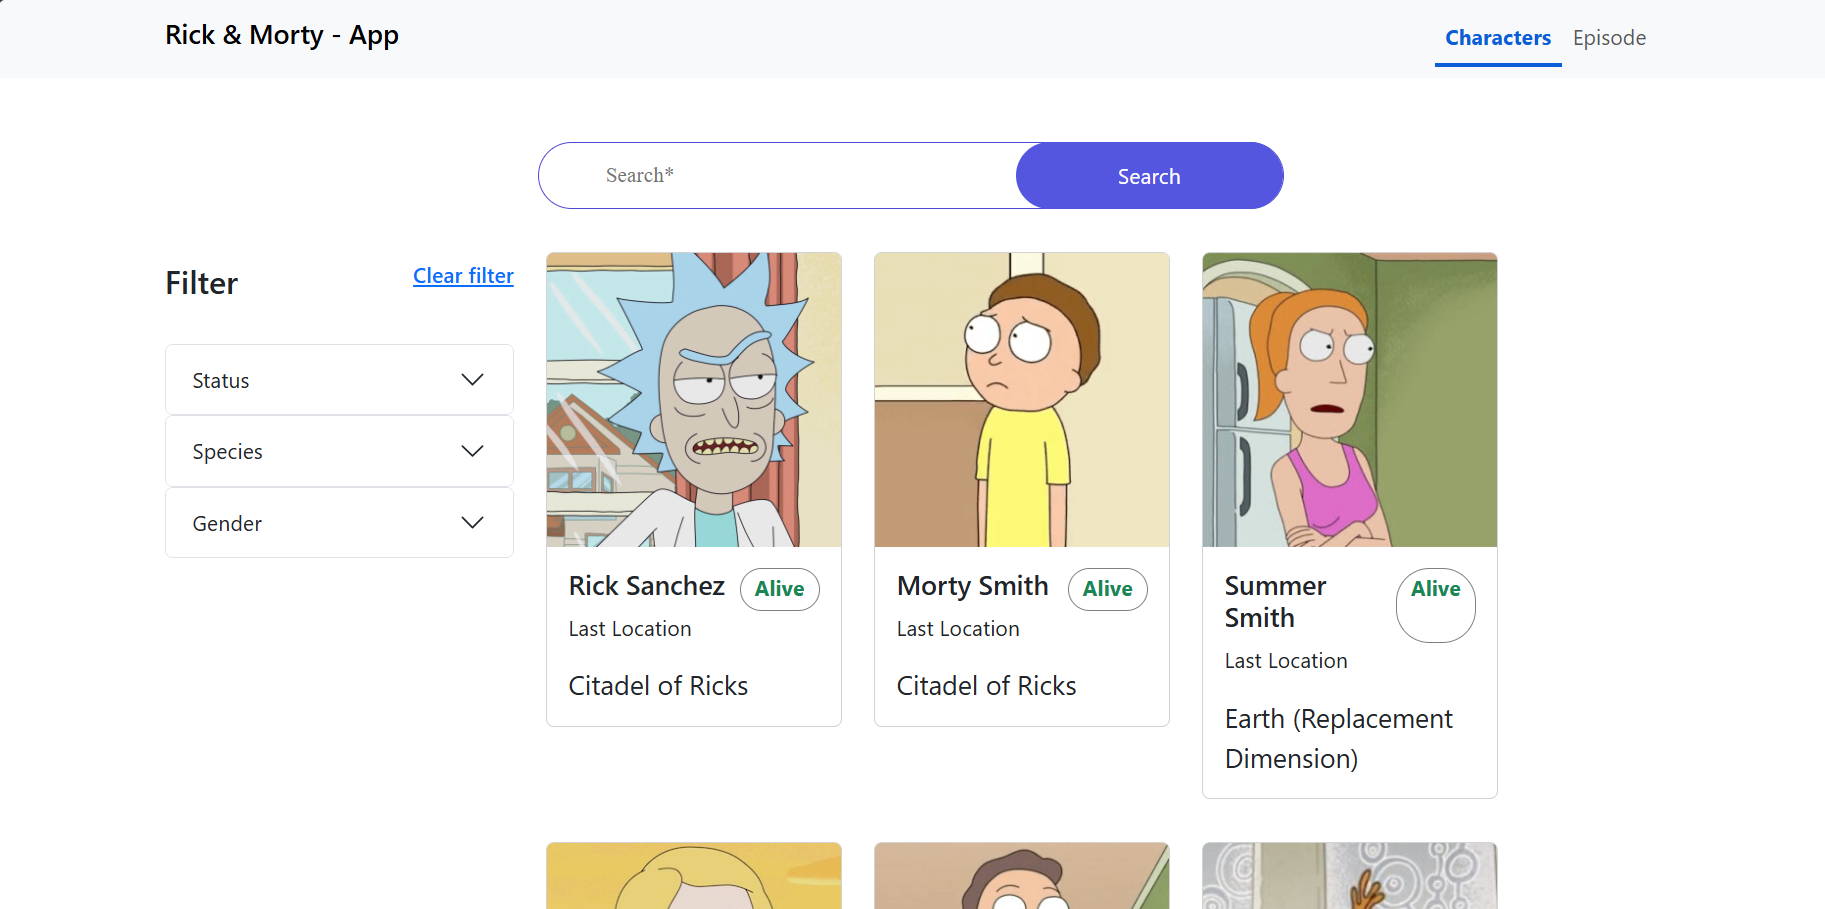 Rick & Morty - App
Characters
Episode
Search*
Search
Filter
Clear filter
Status
Species
Gender
Rick Sanchez
Alive
Last Location
Citadel of Ricks
Morty Smith
Alive
Last Location
Citadel of Ricks
Summer
Smith
Alive
Last Location
Earth (Replacement
Dimension)